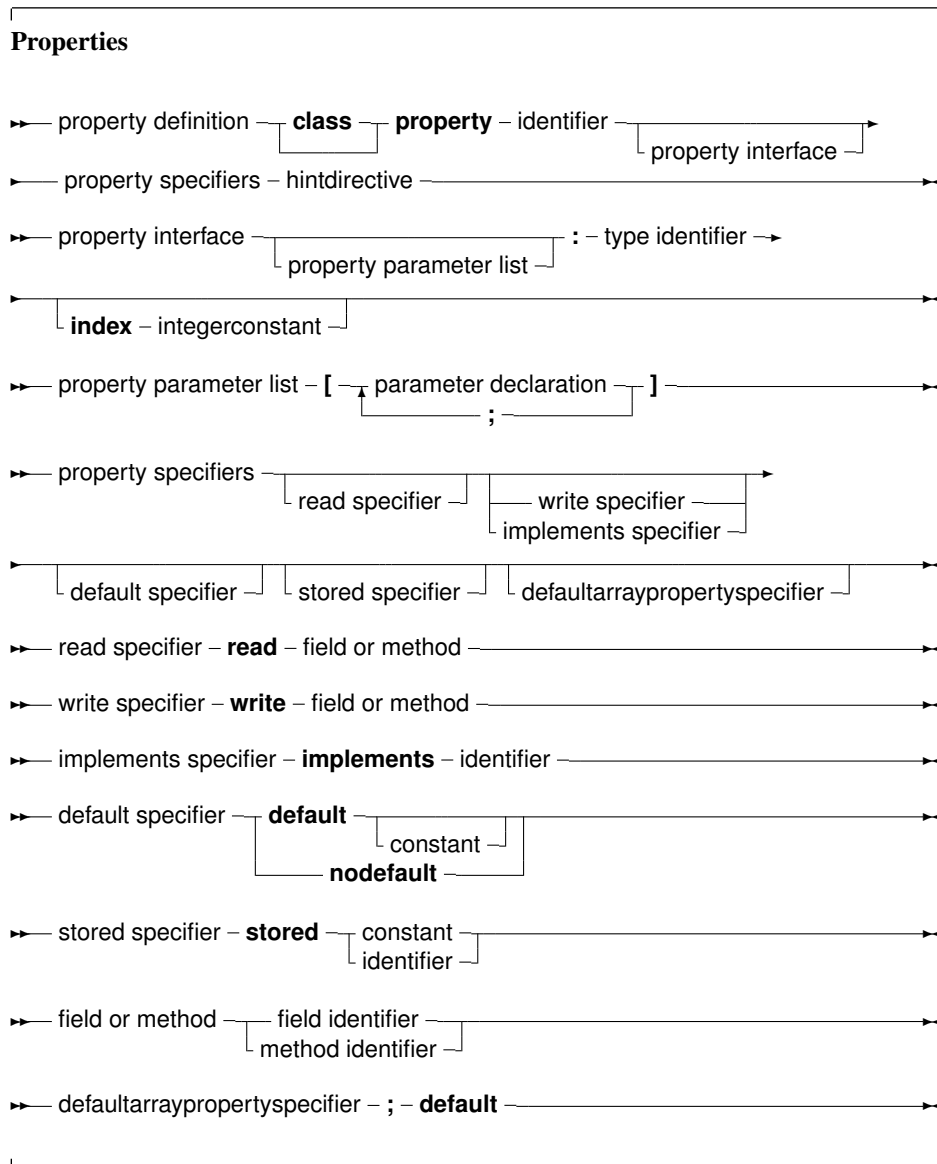 Properties
property definition class property identifier
property interface
property specifiers hintdirective
property interface : type identifier
property parameter list
index integerconstant
property parameter list [ parameter declaration ]
;
property specifiers
read specifier write specifier
implements specifier
default specifier stored specifier defaultarraypropertyspecifier
read specifier read field or method
write specifier write field or method
implements specifier implements identifier
default specifier default
constant
nodefault
stored specifier stored constant
identifier
field or method field identifier
method identifier
defaultarraypropertyspecifier ; default